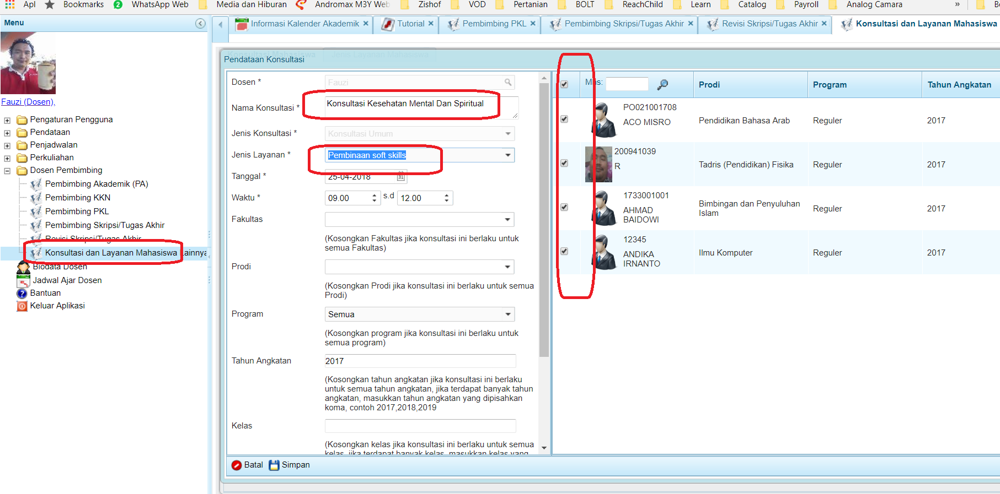 Apl Bookmarks WhatsApp Web Media dan Hiburan Andromax M3Y Web Zishof VOD Pertanian BOLT ReachChild Learn Catalog Payroll Analog Camara »
Menu
Informasi Kalender Akademik × Tutorial × Pembimbing PKL × Pembimbing Skripsi/Tugas Akhir × Revisi Skripsi/Tugas Akhir × Konsultasi dan Layanan Mahasiswa
Fauzi (Dosen),
Pengaturan Pengguna
Pendataan
Penjadwalan
Perkuliahan
Dosen Pembimbing
Pembimbing Akademik (PA)
Pembimbing KKN
Pembimbing PKL
Pembimbing Skripsi/Tugas Akhir
Revisi Skripsi/Tugas Akhir
Konsultasi dan Layanan Mahasiswa Lainnya
Biodata Dosen
Jadwal Ajar Dosen
Bantuan
Keluar Aplikasi
Konsultasi Mahasiswa Jenis Layanan Mahasiswa
Pendataan Konsultasi
Dosen * Fauzi
Nama Konsultasi * Konsultasi Kesehatan Mental Dan Spiritual
Jenis Konsultasi * Konsultasi Umum
Jenis Layanan * Pembinaan soft skills
Tanggal * 25-04-2018
Waktu * 09.00 s.d 12.00
Fakultas
(Kosongkan Fakultas jika konsultasi ini berlaku untuk
semua Fakultas)
Prodi
(Kosongkan Prodi jika konsultasi ini berlaku untuk semua
Prodi)
Program Semua
(Kosongkan program jika konsultasi ini berlaku untuk
semua program)
Tahun Angkatan 2017
(Kosongkan tahun angkatan jika konsultasi ini berlaku
untuk semua tahun angkatan, jika terdapat banyak tahun
angkatan, masukkan tahun angkatan yang dipisahkan
koma, contoh 2017,2018,2019
Kelas
(Kosongkan kelas jika konsultasi ini berlaku untuk semua
kelas, jika terdapat banyak kelas, masukkan kelas yang
Batal Simpan
Mhs: Prodi Program Tahun Angkatan
PO021001708
ACO MISRO Pendidikan Bahasa Arab Reguler 2017
200941039
R Tadris (Pendidikan) Fisika Reguler 2017
1733001001
AHMAD
BAIDOWI
Bimbingan dan Penyuluhan
Islam
Reguler 2017
12345
ANDIKA
IRNANTO
Ilmu Komputer Reguler 2017